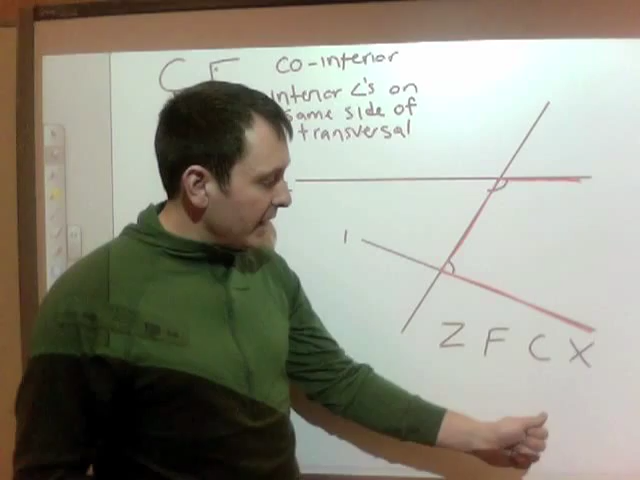 C F
co-interior
interior ∠'s on
same side of
transversal
Z F C X